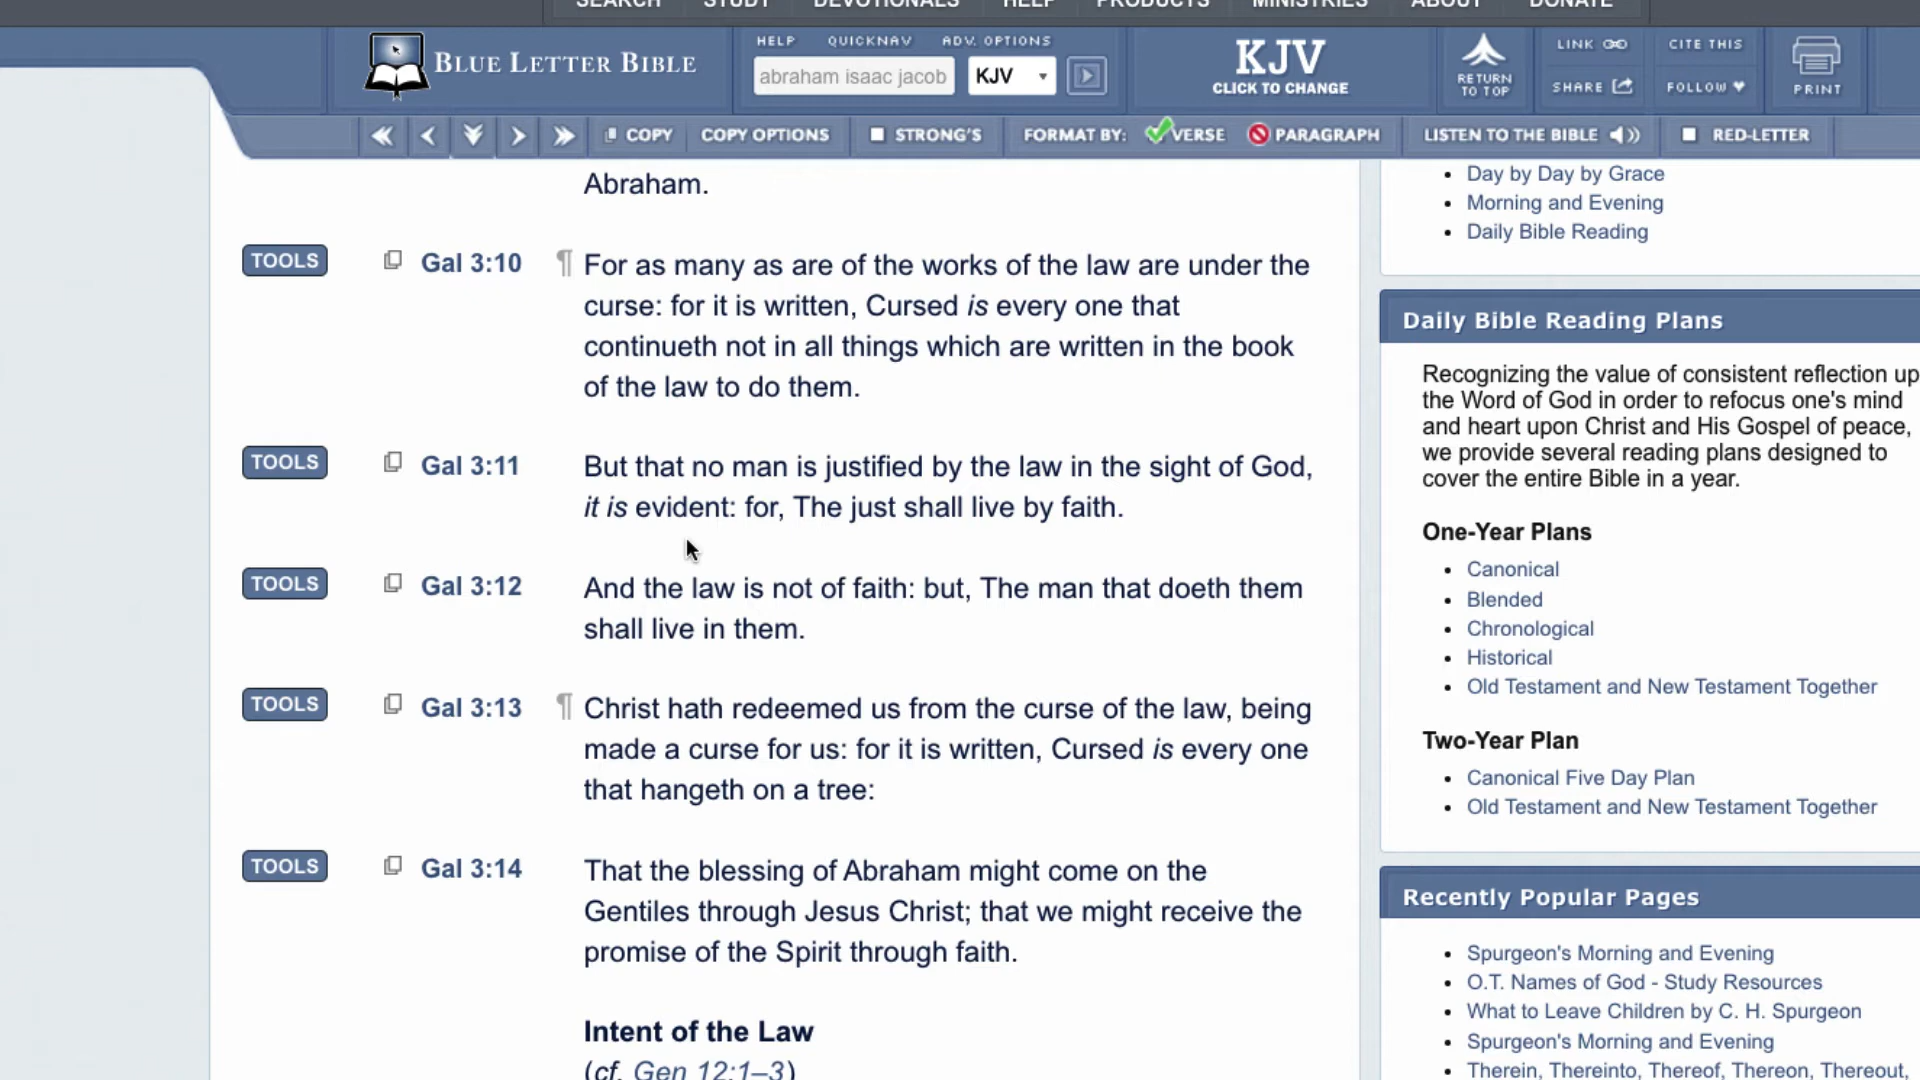 SEARCH STUDY DEVOTIONALS HELP PRODUCTS MINISTRIES ABOUT DONATE
BLUE LETTER BIBLE
HELP QUICKNAV ADV. OPTIONS
abraham isaac jacob KJV
KJV
CLICK TO CHANGE
RETURN
TO TOP
LINK
SHARE
CITE THIS
FOLLOW
PRINT
COPY COPY OPTIONS STRONG'S FORMAT BY: VERSE PARAGRAPH LISTEN TO THE BIBLE RED-LETTER
Abraham.
TOOLS Gal 3:10 ¶ For as many as are of the works of the law are under the
curse: for it is written, Cursed is every one that
continueth not in all things which are written in the book
of the law to do them.
TOOLS Gal 3:11 But that no man is justified by the law in the sight of God,
it is evident: for, The just shall live by faith.
TOOLS Gal 3:12 And the law is not of faith: but, The man that doeth them
shall live in them.
TOOLS Gal 3:13 ¶ Christ hath redeemed us from the curse of the law, being
made a curse for us: for it is written, Cursed is every one
that hangeth on a tree:
TOOLS Gal 3:14 That the blessing of Abraham might come on the
Gentiles through Jesus Christ; that we might receive the
promise of the Spirit through faith.
Intent of the Law
(cf. Gen 12:1–3)
• Day by Day by Grace
• Morning and Evening
• Daily Bible Reading
Daily Bible Reading Plans
Recognizing the value of consistent reflection up
the Word of God in order to refocus one's mind
and heart upon Christ and His Gospel of peace,
we provide several reading plans designed to
cover the entire Bible in a year.
One-Year Plans
• Canonical
• Blended
• Chronological
• Historical
• Old Testament and New Testament Together
Two-Year Plan
• Canonical Five Day Plan
• Old Testament and New Testament Together
Recently Popular Pages
• Spurgeon's Morning and Evening
• O.T. Names of God - Study Resources
• What to Leave Children by C. H. Spurgeon
• Spurgeon's Morning and Evening
• Therein, Thereinto, Thereof, Thereon, Thereout,